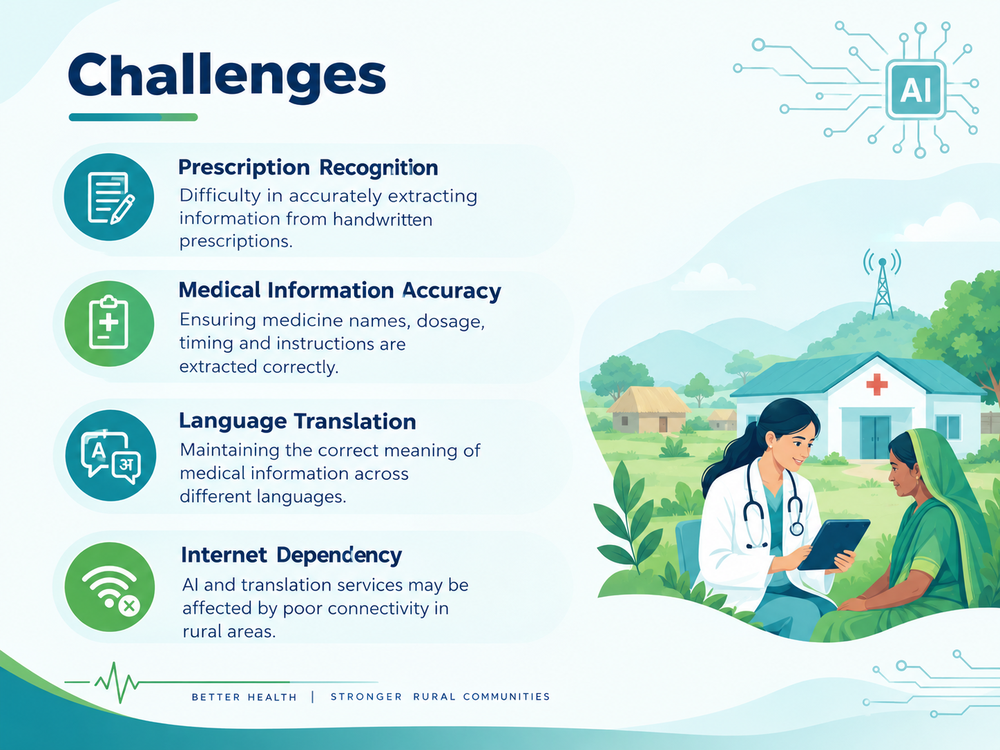 Challenges
AI
Prescription Recognition
Difficulty in accurately extracting
information from handwritten
prescriptions.
Medical Information Accuracy
Ensuring medicine names, dosage,
timing and instructions are
extracted correctly.
A
अ
Language Translation
Maintaining the correct meaning of
medical information across
different languages.
Internet Dependency
AI and translation services may be
affected by poor connectivity in
rural areas.
BETTER HEALTH | STRONGER RURAL COMMUNITIES